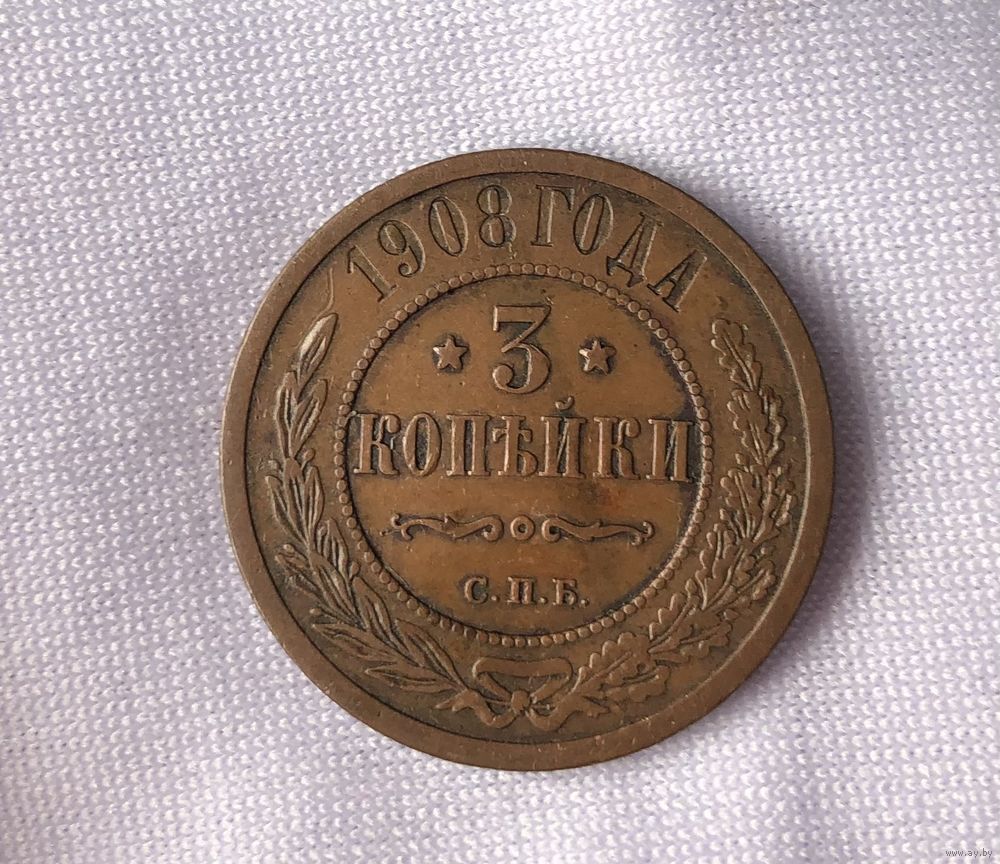 1908 ГОДА
* 3 *
КОПѢЙКИ
С.П.Б.
www.ay.by